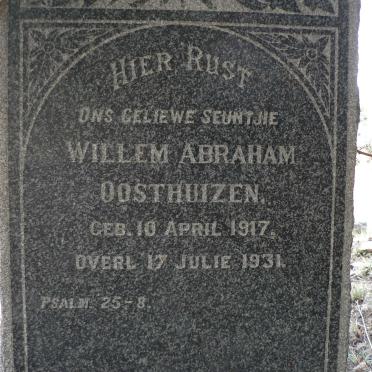 HIER RUST
ONS GELIEWE SEUNTJIE
WILLEM ABRAHAM
OOSTHUIZEN.
GEB. 10 APRIL 1917.
OVERL 17 JULIE 1931.
PSALM 25-8.